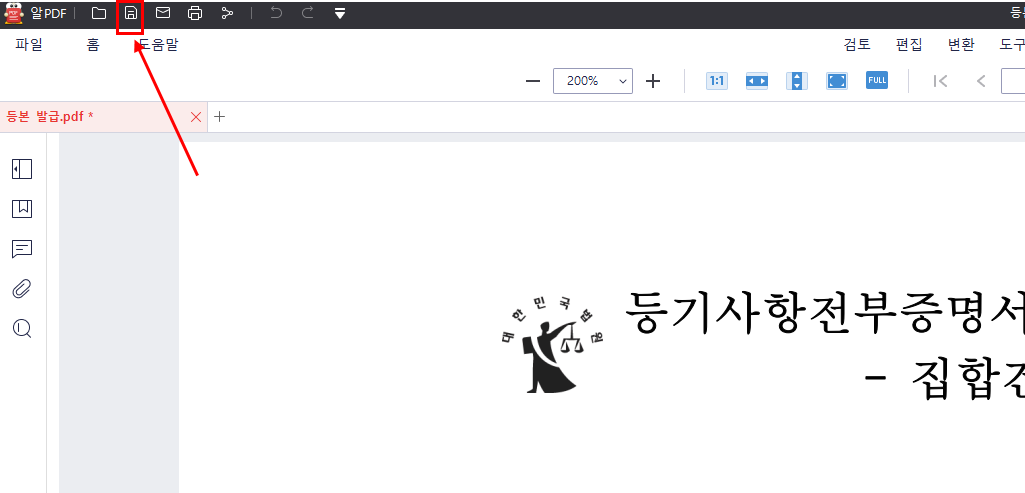 알PDF
등
파일 홈 도움말 검토 편집 변환 도구
200% 1:1 FULL
등본 발급.pdf *
대한민국법원
등기사항전부증명서
- 집합건